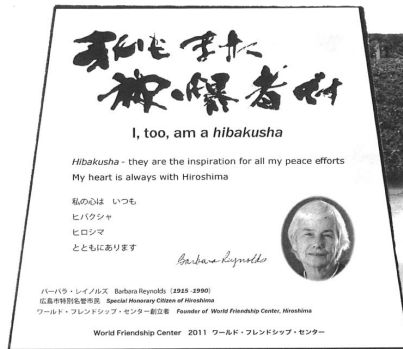 私もまた
被爆者です
I, too, am a hibakusha
Hibakusha - they are the inspiration for all my peace efforts
My heart is always with Hiroshima
私の心は いつも
ヒバクシャ
ヒロシマ
とともにあります
Barbara Reynolds
バーバラ・レイノルズ Barbara Reynolds (1915 -1990)
広島市特別名誉市民 Special Honorary Citizen of Hiroshima
ワールド・フレンドシップ・センター創立者 Founder of World Friendship Center, Hiroshima
World Friendship Center 2011 ワールド・フレンドシップ・センター